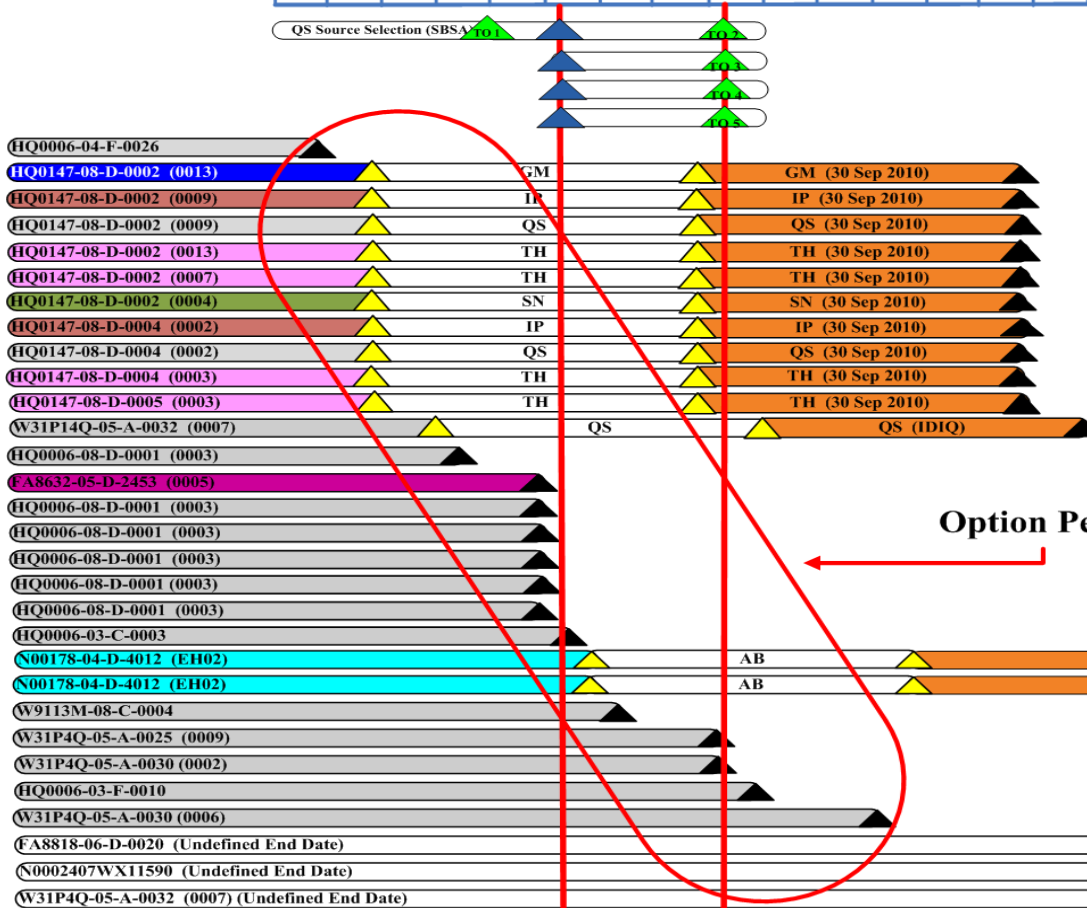 QS Source Selection (SBSA) TO 1 TO 2
TO 3
TO 4
TO 5
HQ0006-04-F-0026
HQ0147-08-D-0002 (0013) GM GM (30 Sep 2010)
HQ0147-08-D-0002 (0009) IP IP (30 Sep 2010)
HQ0147-08-D-0002 (0009) QS QS (30 Sep 2010)
HQ0147-08-D-0002 (0013) TH TH (30 Sep 2010)
HQ0147-08-D-0002 (0007) TH TH (30 Sep 2010)
HQ0147-08-D-0002 (0004) SN SN (30 Sep 2010)
HQ0147-08-D-0004 (0002) IP IP (30 Sep 2010)
HQ0147-08-D-0004 (0002) QS QS (30 Sep 2010)
HQ0147-08-D-0004 (0003) TH TH (30 Sep 2010)
HQ0147-08-D-0005 (0003) TH TH (30 Sep 2010)
W31P14Q-05-A-0032 (0007) QS QS (IDIQ)
HQ0006-08-D-0001 (0003)
FA8632-05-D-2453 (0005)
HQ0006-08-D-0001 (0003)
Option Pe
HQ0006-08-D-0001 (0003)
HQ0006-08-D-0001 (0003)
HQ0006-08-D-0001 (0003)
HQ0006-08-D-0001 (0003)
HQ0006-03-C-0003
N00178-04-D-4012 (EH02) AB
N00178-04-D-4012 (EH02) AB
W9113M-08-C-0004
W31P4Q-05-A-0025 (0009)
W31P4Q-05-A-0030 (0002)
HQ0006-03-F-0010
W31P4Q-05-A-0030 (0006)
FA8818-06-D-0020 (Undefined End Date)
N0002407WX11590 (Undefined End Date)
W31P4Q-05-A-0032 (0007) (Undefined End Date)